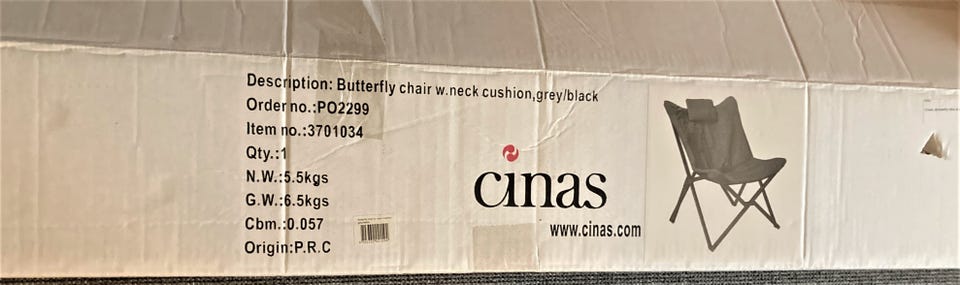 Description: Butterfly chair w.neck cushion,grey/black
Order no.:PO2299
Item no.:3701034
Qty.:1
N.W.:5.5kgs
G.W.:6.5kgs
Cbm.:0.057
Origin:P.R.C
cinas
www.cinas.com